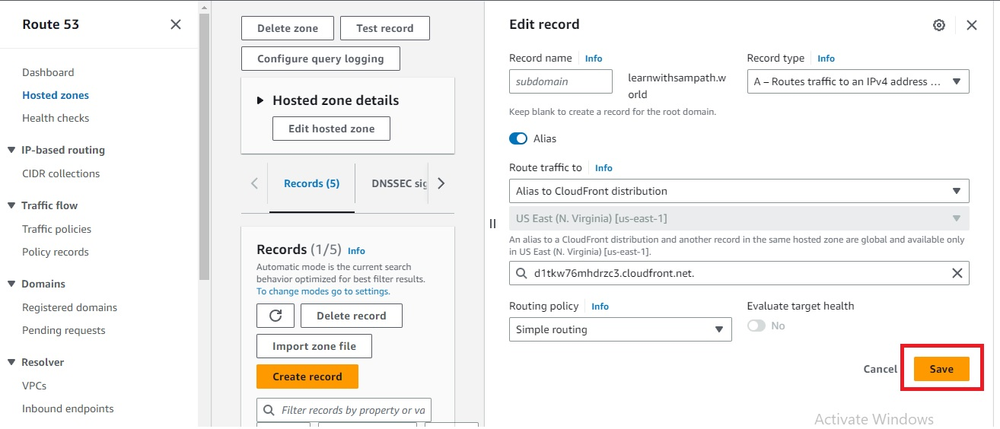 Route 53
Dashboard
Hosted zones
Health checks
IP-based routing
CIDR collections
Traffic flow
Traffic policies
Policy records
Domains
Registered domains
Pending requests
Resolver
VPCs
Inbound endpoints
Delete zone
Test record
Configure query logging
Hosted zone details
Edit hosted zone
Records (5)
DNSSEC sig
Records (1/5) Info
Automatic mode is the current search
behavior optimized for best filter results.
To change modes go to settings.
Delete record
Import zone file
Create record
Filter records by property or va
Edit record
Record name Info
subdomain
learnwithsampath.w
orld
Keep blank to create a record for the root domain.
Record type Info
A – Routes traffic to an IPv4 address ...
Alias
Route traffic to Info
Alias to CloudFront distribution
US East (N. Virginia) [us-east-1]
An alias to a CloudFront distribution and another record in the same hosted zone are global and available only
in US East (N. Virginia) [us-east-1].
d1tkw76mhdrzc3.cloudfront.net.
Routing policy Info
Simple routing
Evaluate target health
No
Cancel
Save
Activate Windows